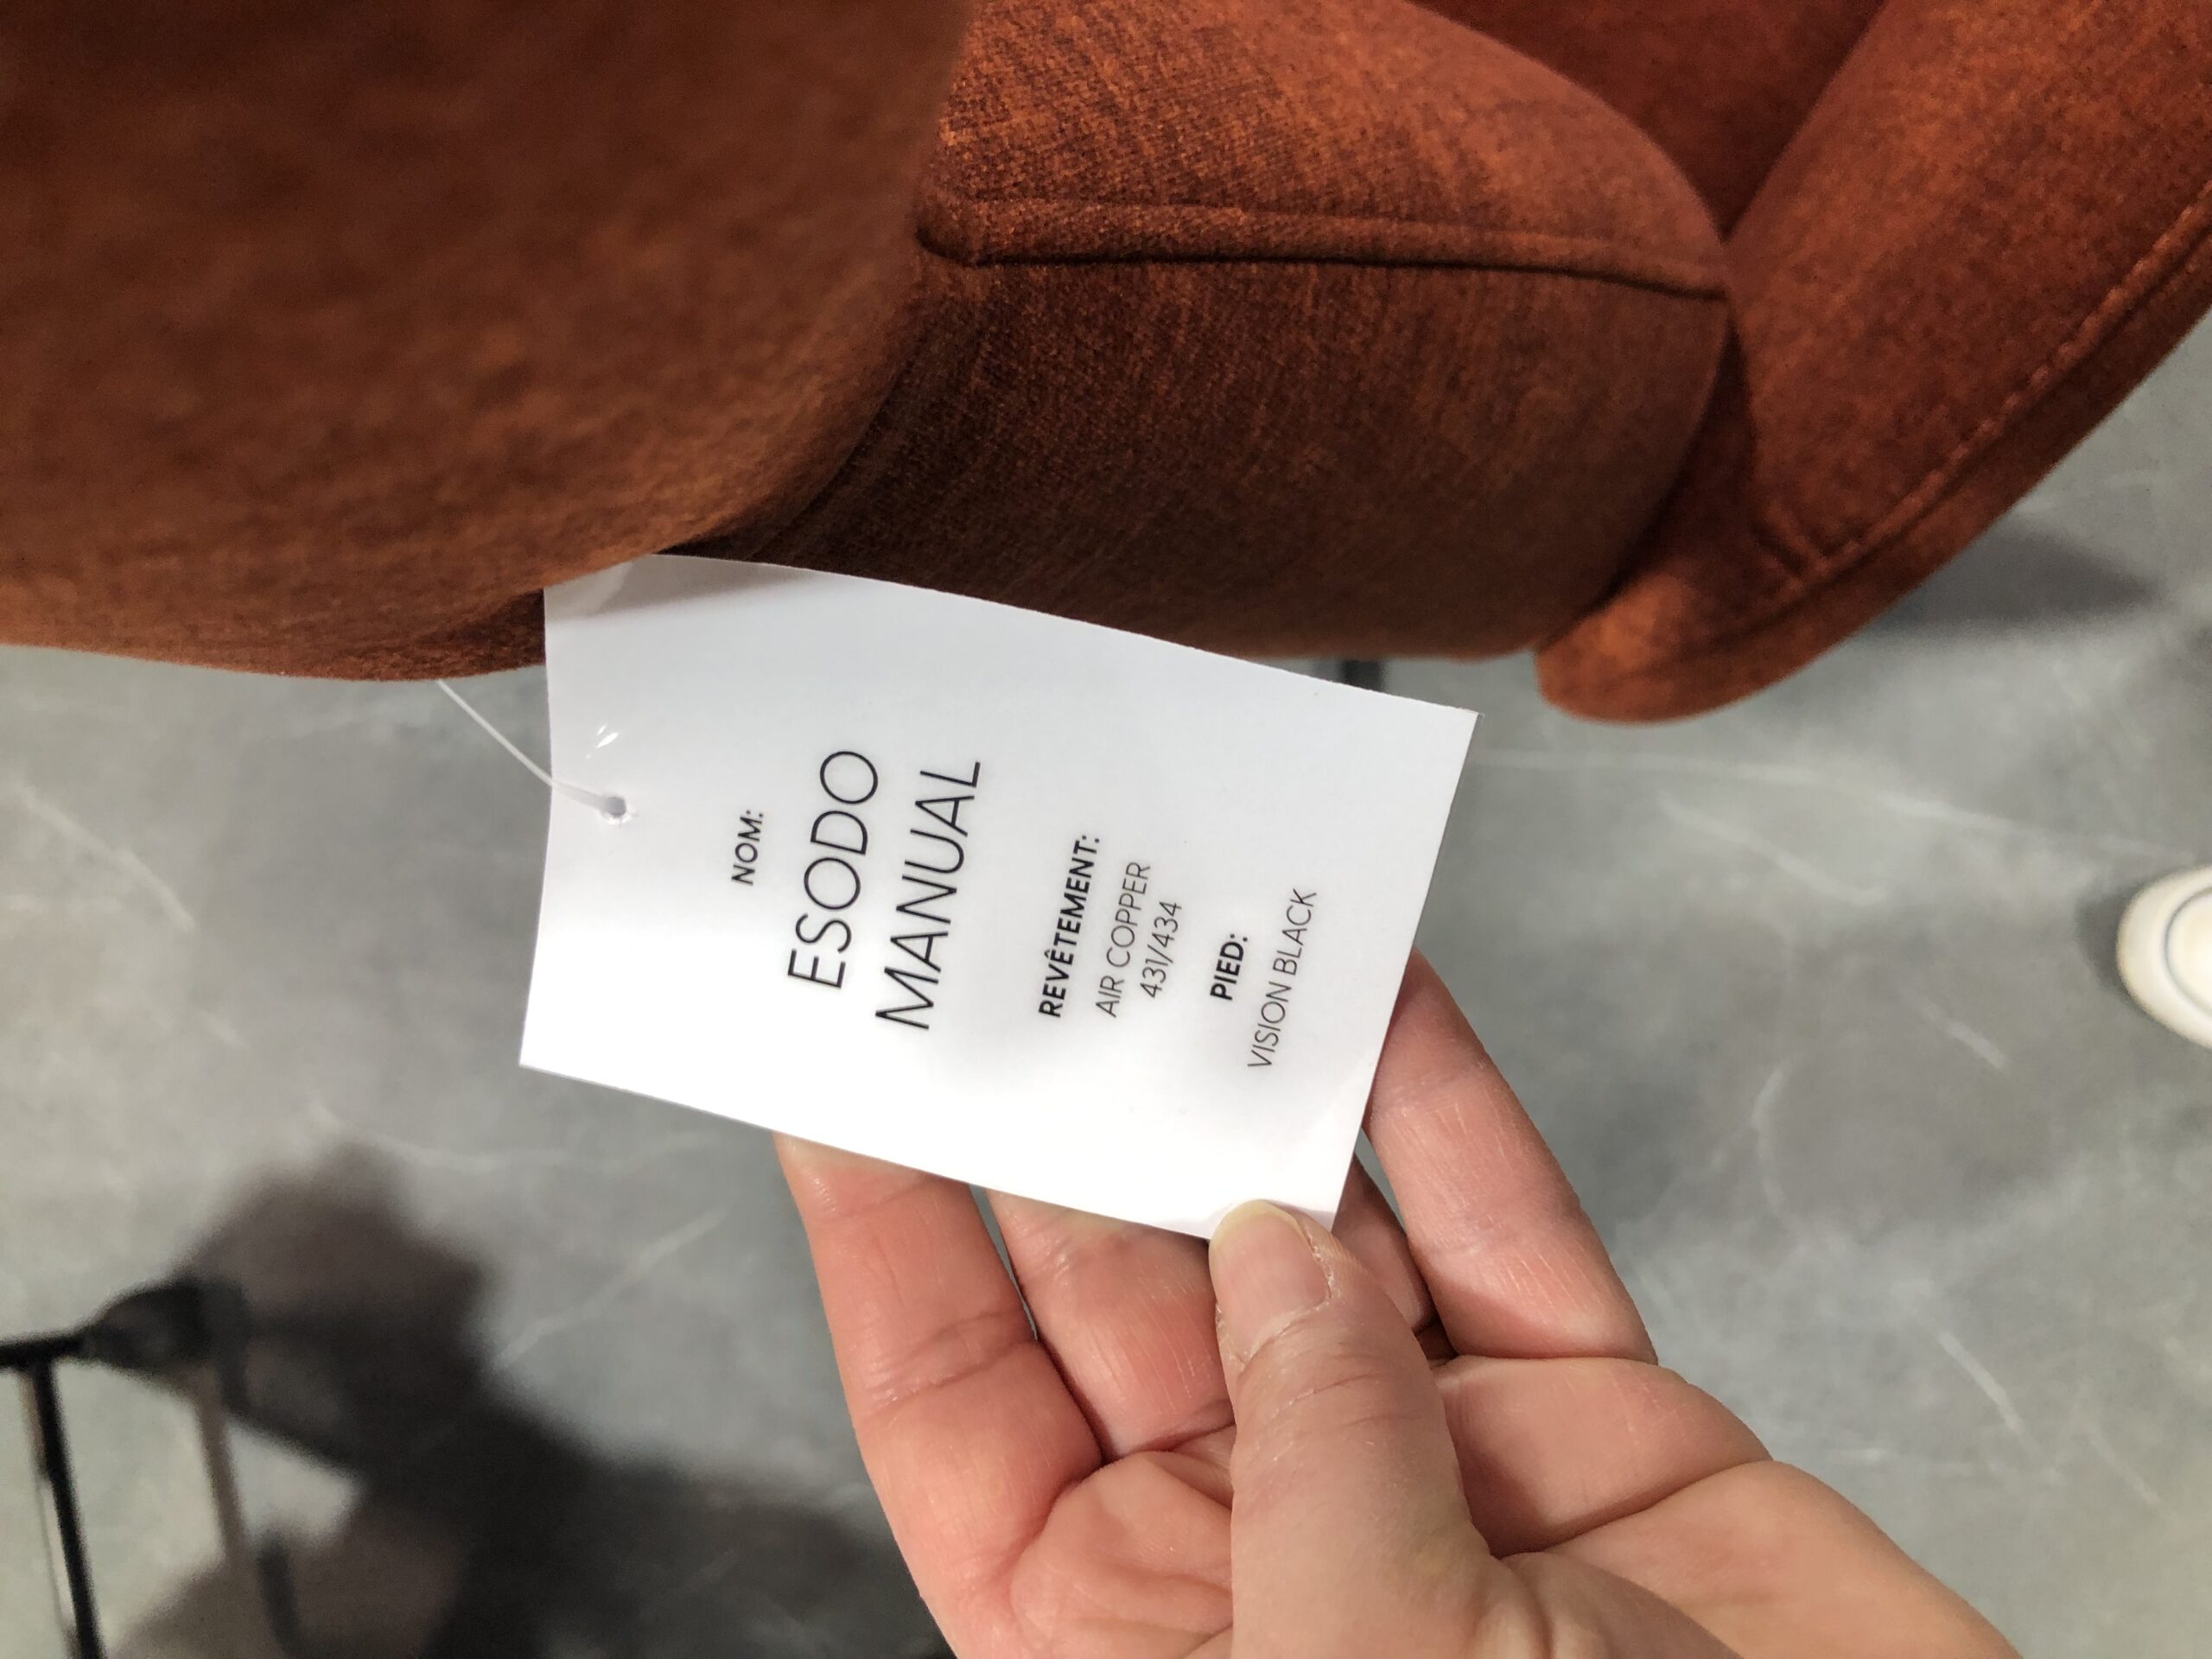 NOM:
ESODO
MANUAL
REVÊTEMENT:
AIR COPPER
431/434
PIED:
VISION BLACK